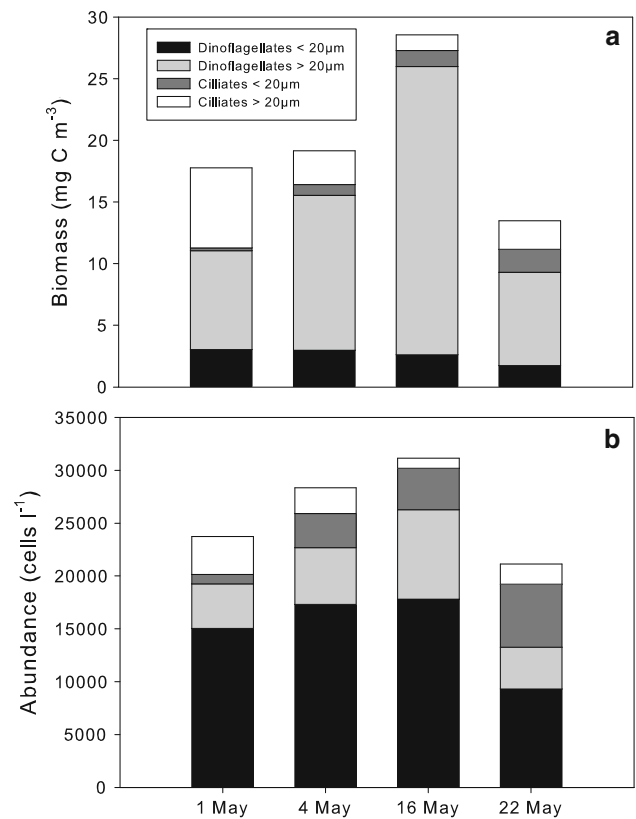 a
Dinoflagellates < 20µm
Dinoflagellates > 20µm
Cilliates < 20µm
Cilliates > 20µm
30
25
20
15
10
5
0
Biomass (mg C m-3)
b
35000
30000
25000
20000
15000
10000
5000
0
Abundance (cells l-1)
1 May 4 May 16 May 22 May